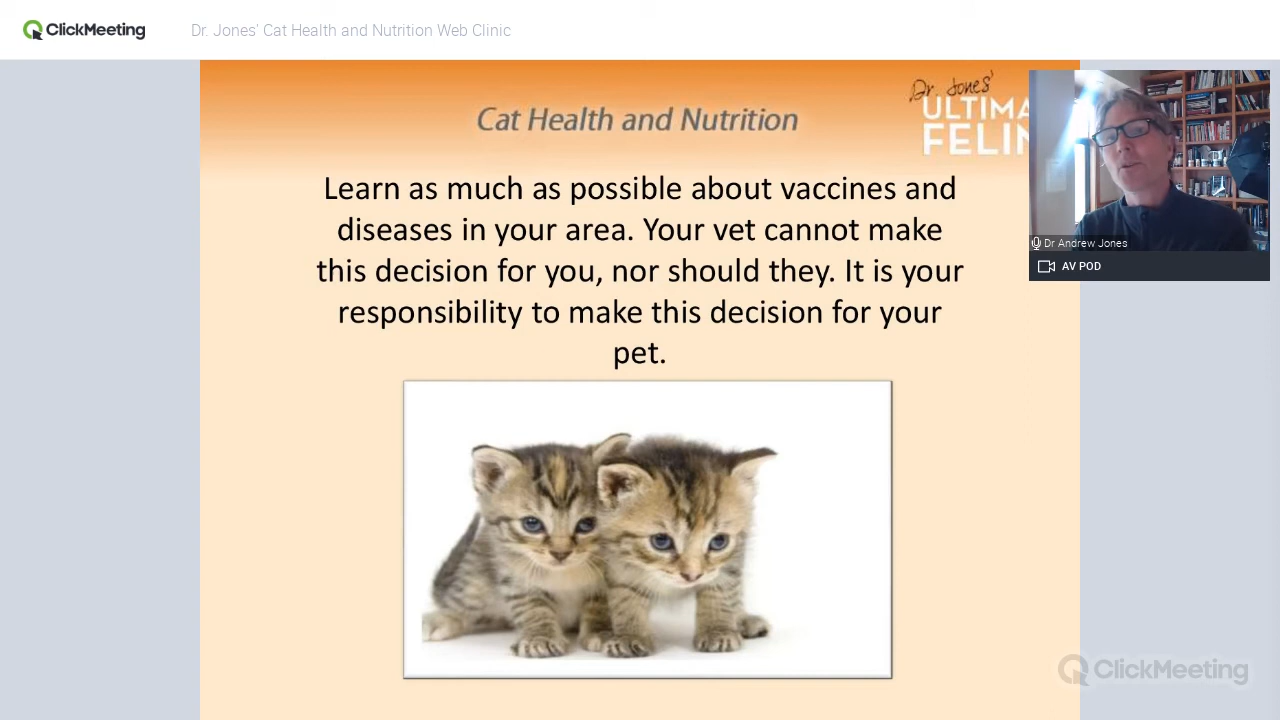 ClickMeeting
Dr. Jones' Cat Health and Nutrition Web Clinic
Cat Health and Nutrition
Dr. Jones'
Learn as much as possible about vaccines and
diseases in your area. Your vet cannot make
this decision for you, nor should they. It is your
responsibility to make this decision for your
pet.
Dr Andrew Jones
AV POD
ClickMeeting